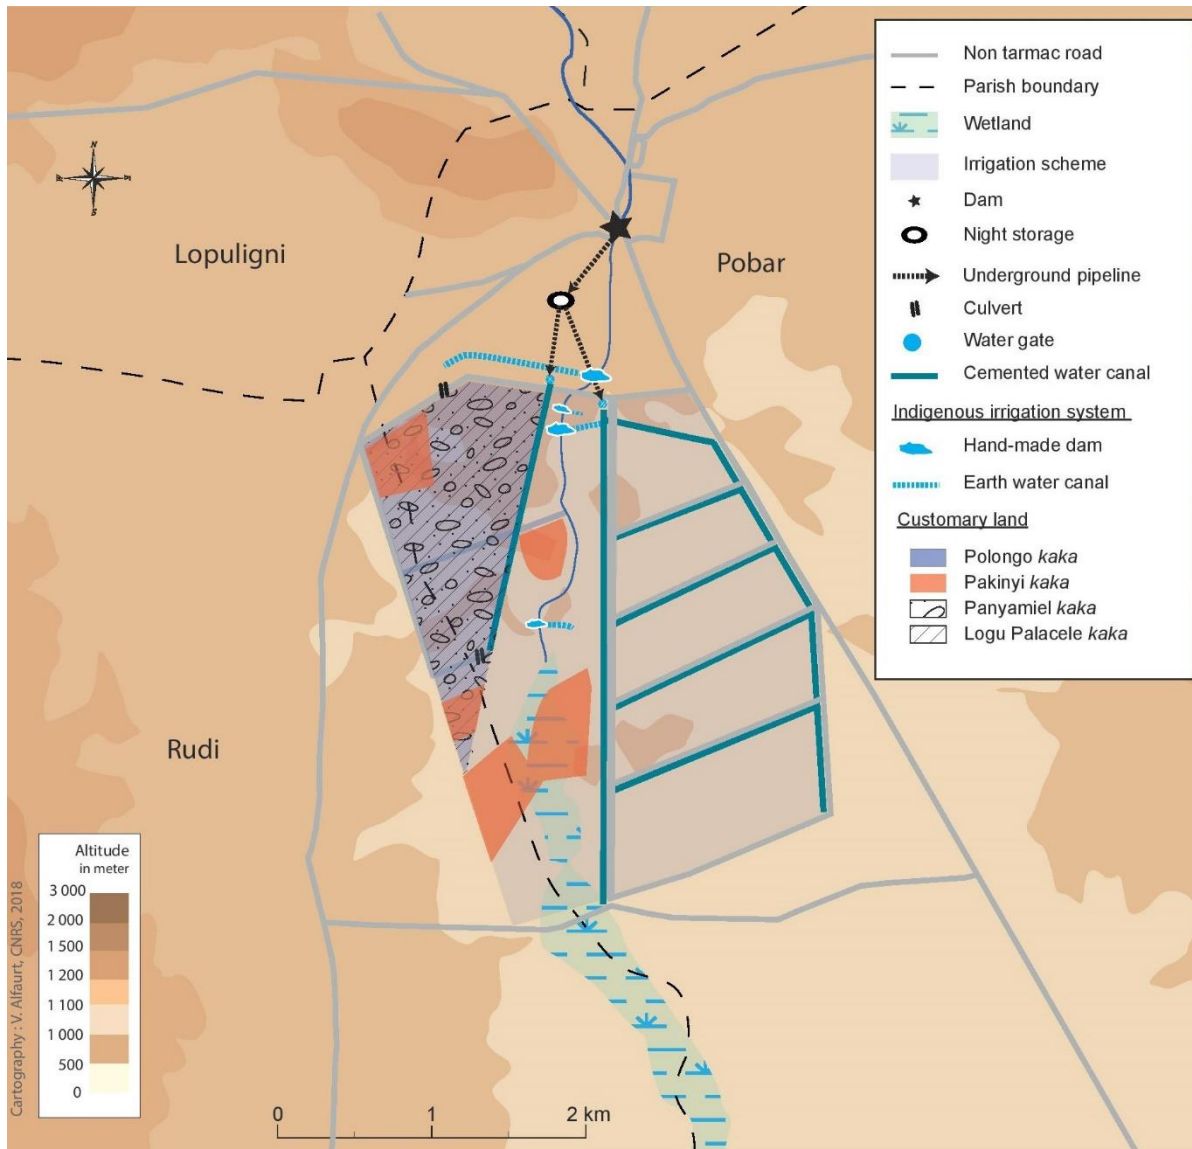 Non tarmac road
Parish boundary
Wetland
Irrigation scheme
Dam
Night storage
Underground pipeline
Culvert
Water gate
Cemented water canal
Indigenous irrigation system
Hand-made dam
Earth water canal
Customary land
Polongo kaka
Pakinyi kaka
Panyamiel kaka
Logu Palacele kaka
N
S
Lopuligni
Pobar
Rudi
Altitude
in meter
3 000
2 000
1 500
1 200
1 100
1 000
500
0
Cartography : V. Alfaurt, CNRS, 2018
0 1 2 km